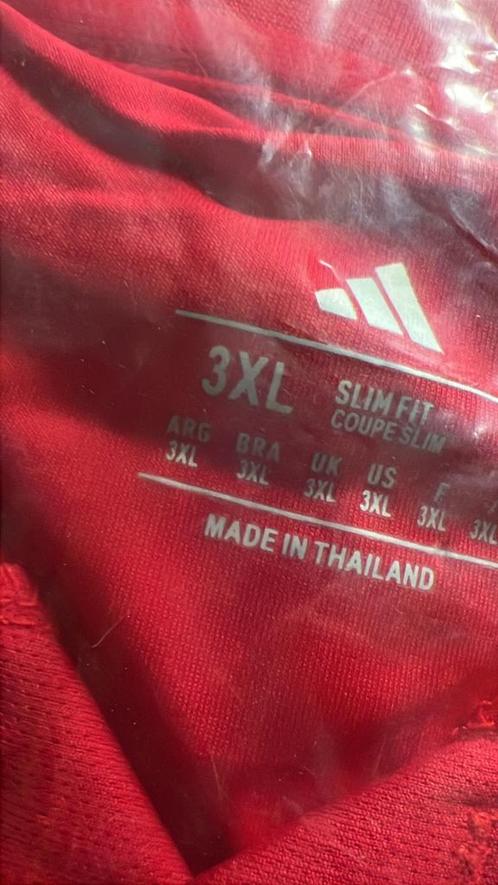 3XL
SLIM FIT
COUPE SLIM
ARG BRA UK US F
3XL 3XL 3XL 3XL 3XL 3XL
MADE IN THAILAND